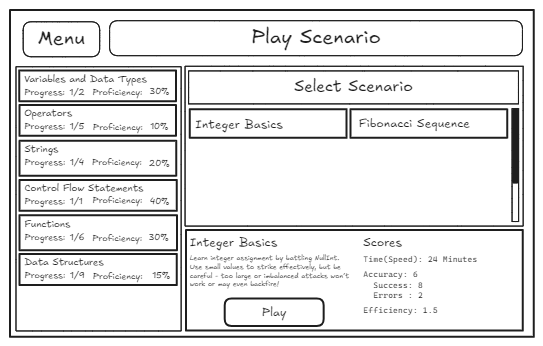 Menu
Play Scenario
Variables and Data Types
Progress: 1/2 Proficiency: 30%
Operators
Progress: 1/5 Proficiency: 10%
Strings
Progress: 1/4 Proficiency: 20%
Control Flow Statements
Progress: 1/1 Proficiency: 40%
Functions
Progress: 1/6 Proficiency: 30%
Data Structures
Progress: 1/9 Proficiency: 15%
Select Scenario
Integer Basics
Fibonacci Sequence
Integer Basics
Learn integer assignment by battling NullInt.
Use small values to strike effectively, but be
careful - too large or imbalanced attacks won't
work or may even backfire!
Play
Scores
Time(Speed): 24 Minutes
Accuracy: 6
Success: 8
Errors : 2
Efficiency: 1.5